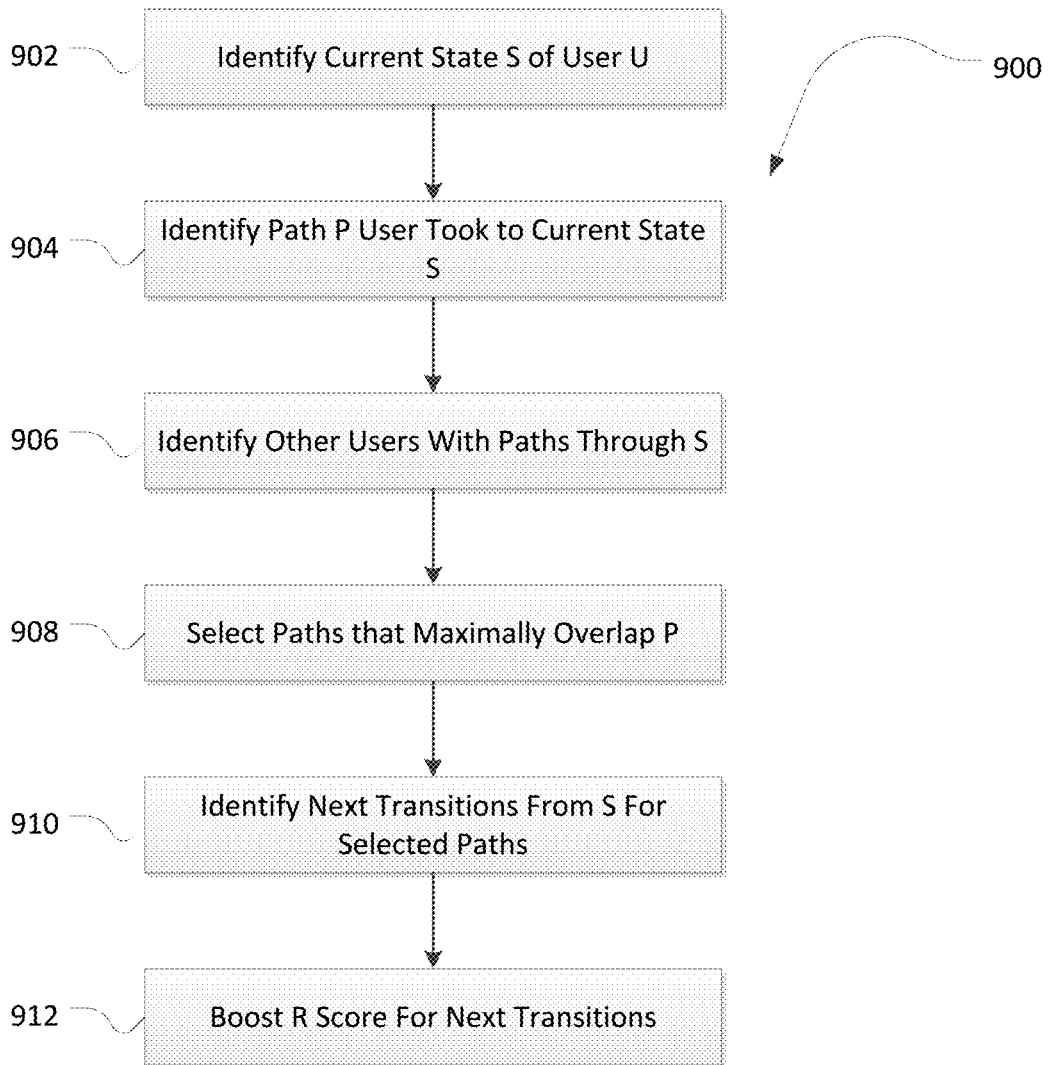 902
Identify Current State S of User U
900
904
Identify Path P User Took to Current State
S
906
Identify Other Users With Paths Through S
908
Select Paths that Maximally Overlap P
910
Identify Next Transitions From S For
Selected Paths
912
Boost R Score For Next Transitions